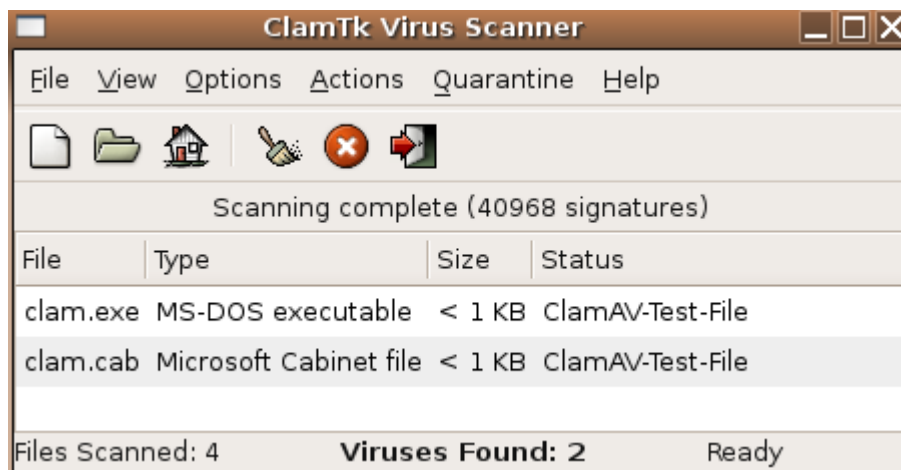 ClamTk Virus Scanner
File View Options Actions Quarantine Help
Scanning complete (40968 signatures)
File Type Size Status
clam.exe MS-DOS executable < 1 KB ClamAV-Test-File
clam.cab Microsoft Cabinet file < 1 KB ClamAV-Test-File
Files Scanned: 4 Viruses Found: 2 Ready